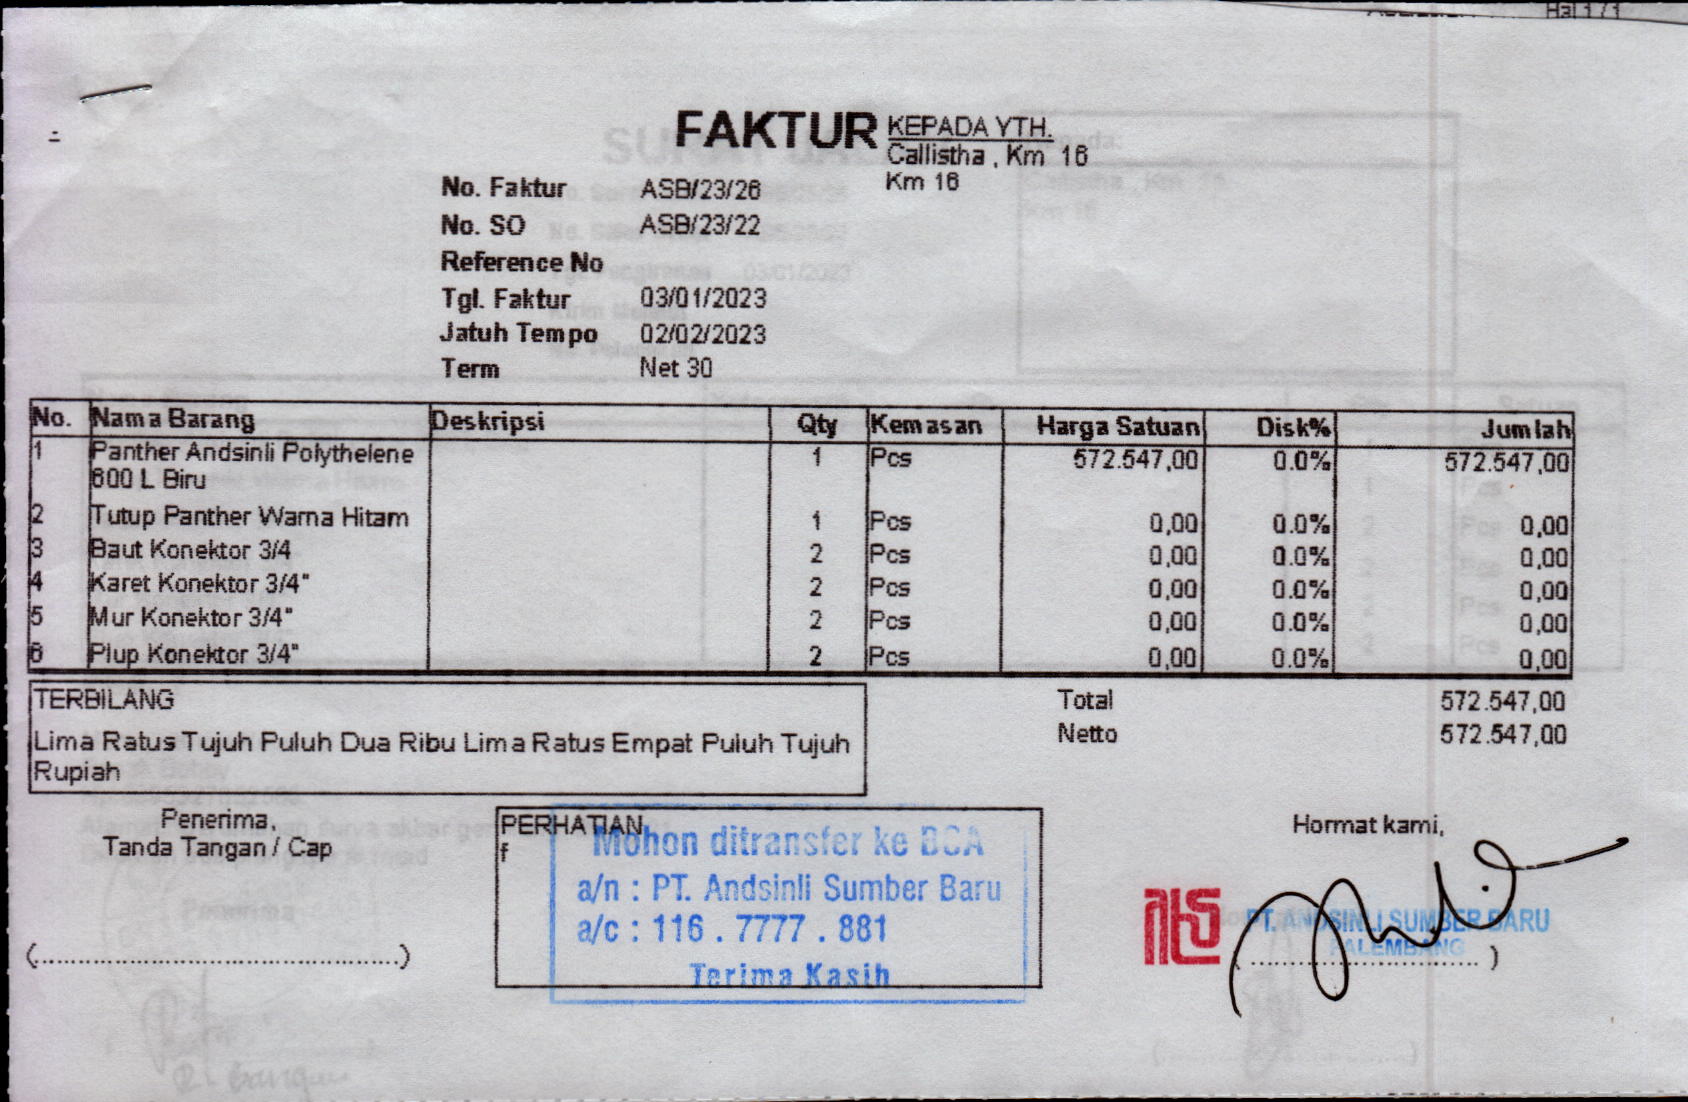 Hal 1 / 1
FAKTUR
KEPADA YTH.
Callistha , Km 16
Km 16
No. Faktur ASB/23/26
No. SO ASB/23/22
Reference No
Tgl. Faktur 03/01/2023
Jatuh Tempo 02/02/2023
Term Net 30
No. Nama Barang Deskripsi Qty Kemasan Harga Satuan Disk% Jumlah
1 Panther Andsinli Polythelene 1 Pcs 572.547,00 0.0% 572.547,00
600 L Biru
2 Tutup Panther Warna Hitam 1 Pcs 0,00 0.0% 0,00
3 Baut Konektor 3/4 2 Pcs 0,00 0.0% 0,00
4 Karet Konektor 3/4" 2 Pcs 0,00 0.0% 0,00
5 Mur Konektor 3/4" 2 Pcs 0,00 0.0% 0,00
6 Plup Konektor 3/4" 2 Pcs 0,00 0.0% 0,00
TERBILANG
Lima Ratus Tujuh Puluh Dua Ribu Lima Ratus Empat Puluh Tujuh
Rupiah
Total 572.547,00
Netto 572.547,00
Penerima,
Tanda Tangan / Cap
(..........................................)
PERHATIAN
f
Mohon ditransfer ke BCA
a/n : PT. Andsinli Sumber Baru
a/c : 116 . 7777 . 881
Terima Kasih
Hormat kami,
PT. ANDSINLI SUMBER BARU
PALEMBANG
(..........................)